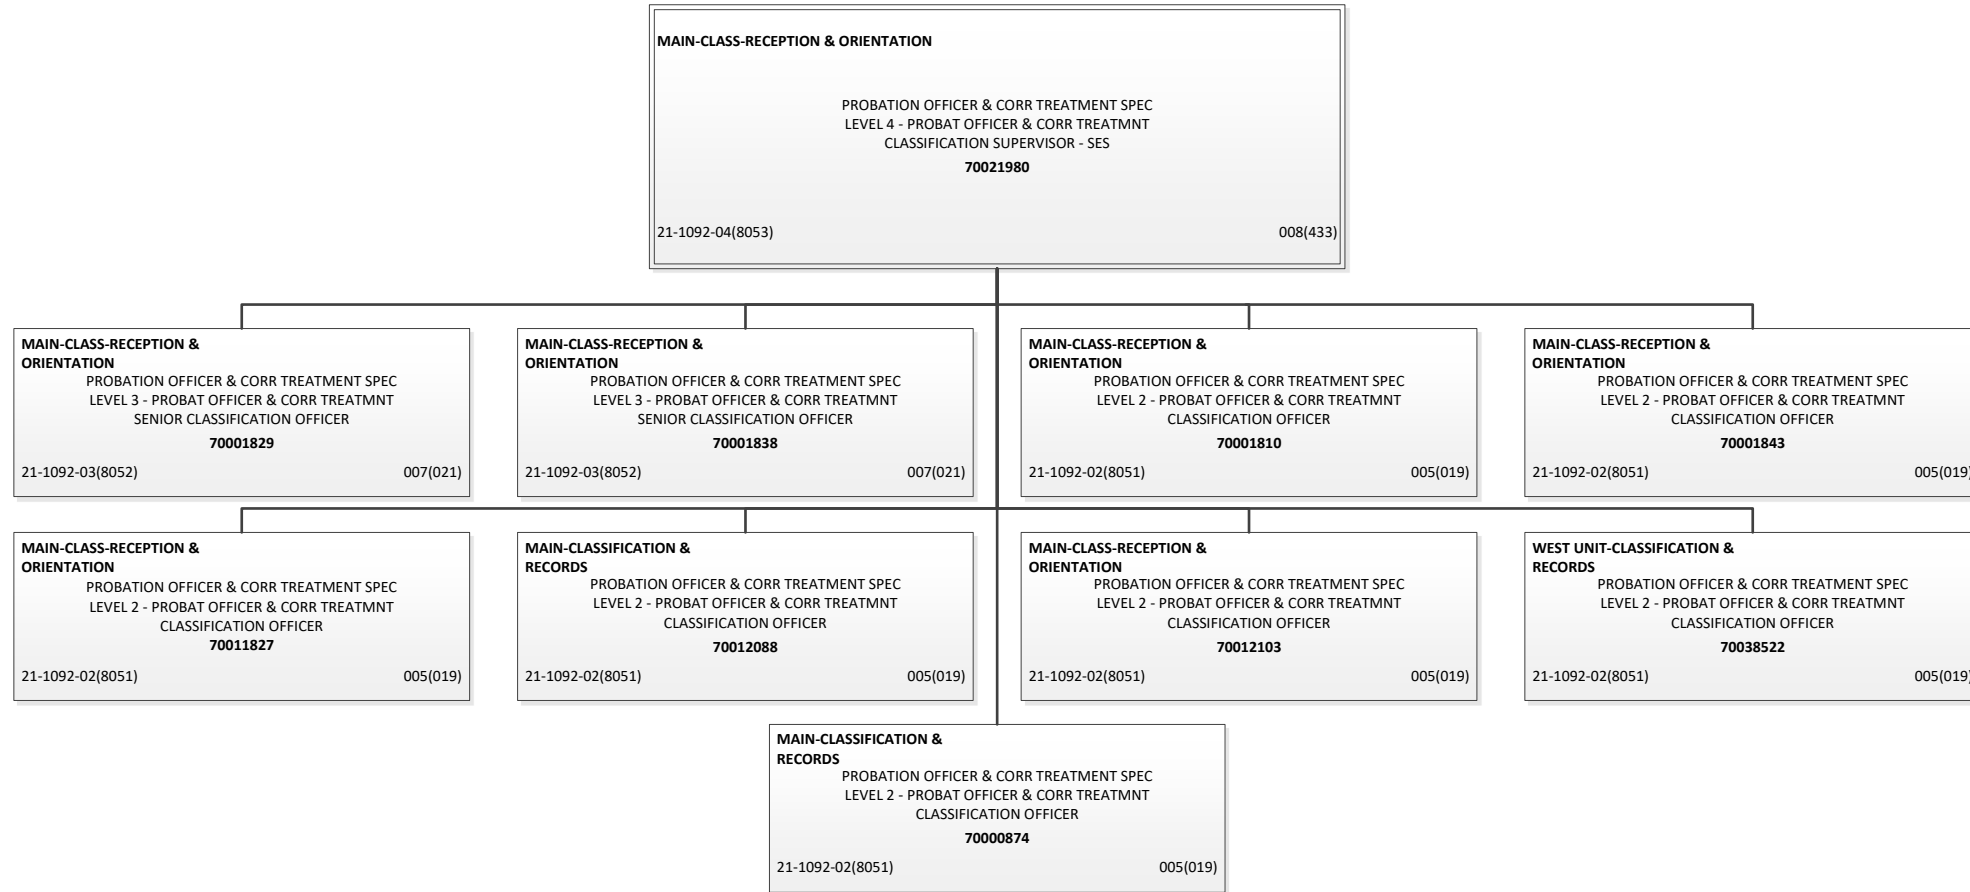 MAIN-CLASS-RECEPTION & ORIENTATION
PROBATION OFFICER & CORR TREATMENT SPEC
LEVEL 4 - PROBAT OFFICER & CORR TREATMNT
CLASSIFICATION SUPERVISOR - SES
70021980
21-1092-04(8053) 008(433)
MAIN-CLASS-RECEPTION &
ORIENTATION
PROBATION OFFICER & CORR TREATMENT SPEC
LEVEL 3 - PROBAT OFFICER & CORR TREATMNT
SENIOR CLASSIFICATION OFFICER
70001829
21-1092-03(8052) 007(021)
MAIN-CLASS-RECEPTION &
ORIENTATION
PROBATION OFFICER & CORR TREATMENT SPEC
LEVEL 3 - PROBAT OFFICER & CORR TREATMNT
SENIOR CLASSIFICATION OFFICER
70001838
21-1092-03(8052) 007(021)
MAIN-CLASS-RECEPTION &
ORIENTATION
PROBATION OFFICER & CORR TREATMENT SPEC
LEVEL 2 - PROBAT OFFICER & CORR TREATMNT
CLASSIFICATION OFFICER
70001810
21-1092-02(8051) 005(019)
MAIN-CLASS-RECEPTION &
ORIENTATION
PROBATION OFFICER & CORR TREATMENT SPEC
LEVEL 2 - PROBAT OFFICER & CORR TREATMNT
CLASSIFICATION OFFICER
70001843
21-1092-02(8051) 005(019)
MAIN-CLASS-RECEPTION &
ORIENTATION
PROBATION OFFICER & CORR TREATMENT SPEC
LEVEL 2 - PROBAT OFFICER & CORR TREATMNT
CLASSIFICATION OFFICER
70011827
21-1092-02(8051) 005(019)
MAIN-CLASSIFICATION &
RECORDS
PROBATION OFFICER & CORR TREATMENT SPEC
LEVEL 2 - PROBAT OFFICER & CORR TREATMNT
CLASSIFICATION OFFICER
70012088
21-1092-02(8051) 005(019)
MAIN-CLASS-RECEPTION &
ORIENTATION
PROBATION OFFICER & CORR TREATMENT SPEC
LEVEL 2 - PROBAT OFFICER & CORR TREATMNT
CLASSIFICATION OFFICER
70012103
21-1092-02(8051) 005(019)
WEST UNIT-CLASSIFICATION &
RECORDS
PROBATION OFFICER & CORR TREATMENT SPEC
LEVEL 2 - PROBAT OFFICER & CORR TREATMNT
CLASSIFICATION OFFICER
70038522
21-1092-02(8051) 005(019)
MAIN-CLASSIFICATION &
RECORDS
PROBATION OFFICER & CORR TREATMENT SPEC
LEVEL 2 - PROBAT OFFICER & CORR TREATMNT
CLASSIFICATION OFFICER
70000874
21-1092-02(8051) 005(019)